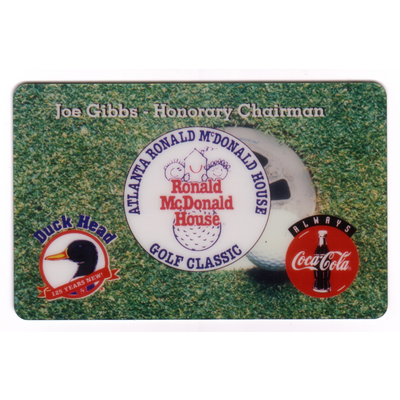 Joe Gibbs - Honorary Chairman
ATLANTA RONALD McDONALD HOUSE
Ronald
McDonald
House
GOLF CLASSIC
Duck Head
125 YEARS NEW!
ALWAYS
Coca-Cola